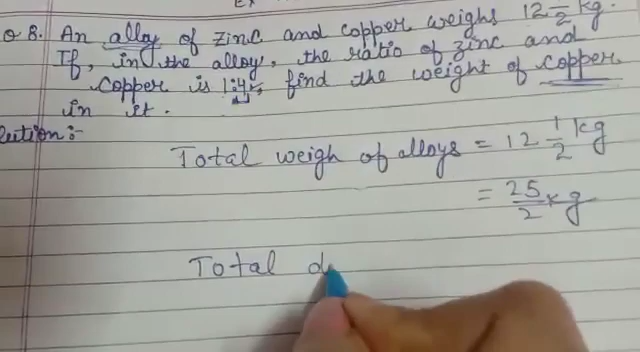 Q 8. An alloy of zinc and copper weighs 12 1/2 kg.
If, in the alloy, the ratio of zinc and
copper is 1:4, find the weight of copper
in it.
lution:-
Total weigh of alloys = 12 1/2 kg
= 25/2 kg
Total d